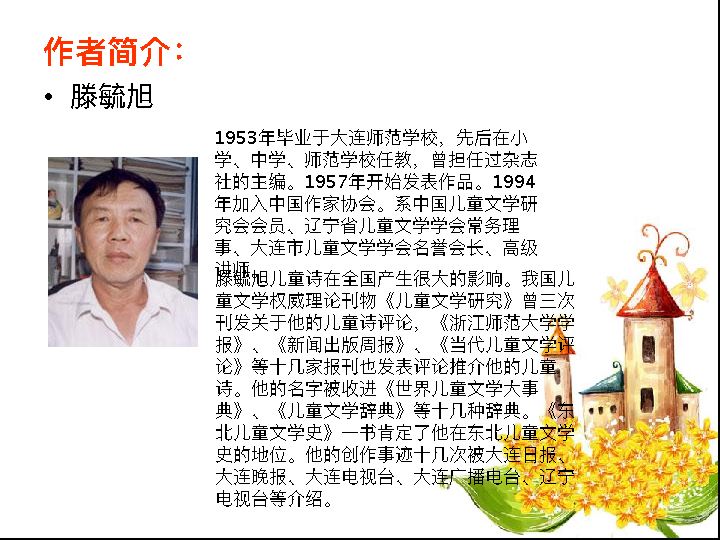 作者简介：
• 滕毓旭
1953年毕业于大连师范学校，先后在小
学、中学、师范学校任教，曾担任过杂志
社的主编。1957年开始发表作品。1994
年加入中国作家协会。系中国儿童文学研
究会会员、辽宁省儿童文学学会常务理
事、大连市儿童文学学会名誉会长、高级
讲师。
滕毓旭儿童诗在全国产生很大的影响。我国儿
童文学权威理论刊物《儿童文学研究》曾三次
刊发关于他的儿童诗评论，《浙江师范大学学
报》、《新闻出版周报》、《当代儿童文学评
论》等十几家报刊也发表评论推介他的儿童
诗。他的名字被收进《世界儿童文学大事
典》、《儿童文学辞典》等十几种辞典。《东
北儿童文学史》一书肯定了他在东北儿童文学
史的地位。他的创作事迹十几次被大连日报、
大连晚报、大连电视台、大连广播电台、辽宁
电视台等介绍。